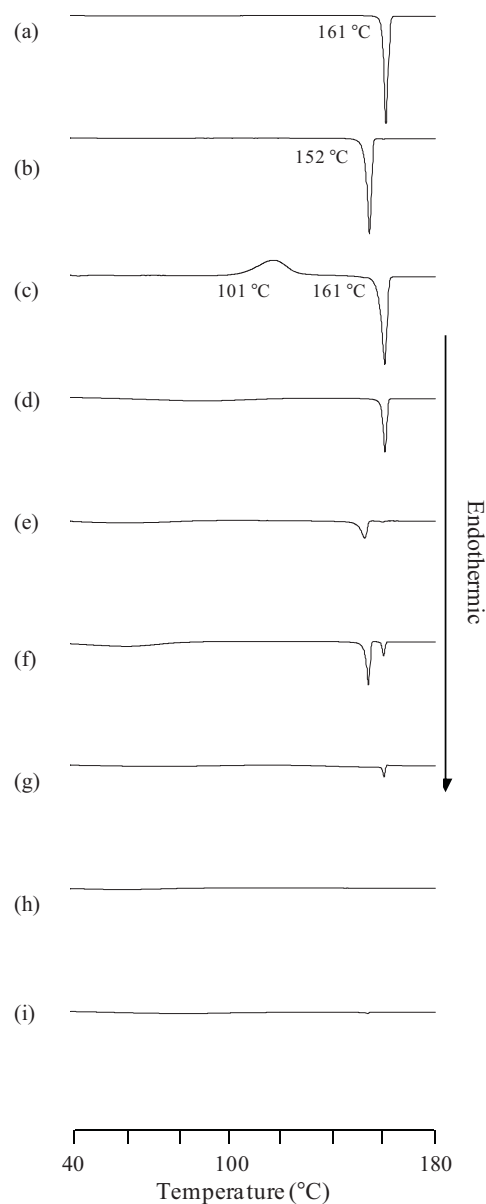 (a)
161 °C
(b)
152 °C
(c)
101 °C 161 °C
(d)
(e)
Endothermic
(f)
(g)
(h)
(i)
40 100 180
Temperature (°C)